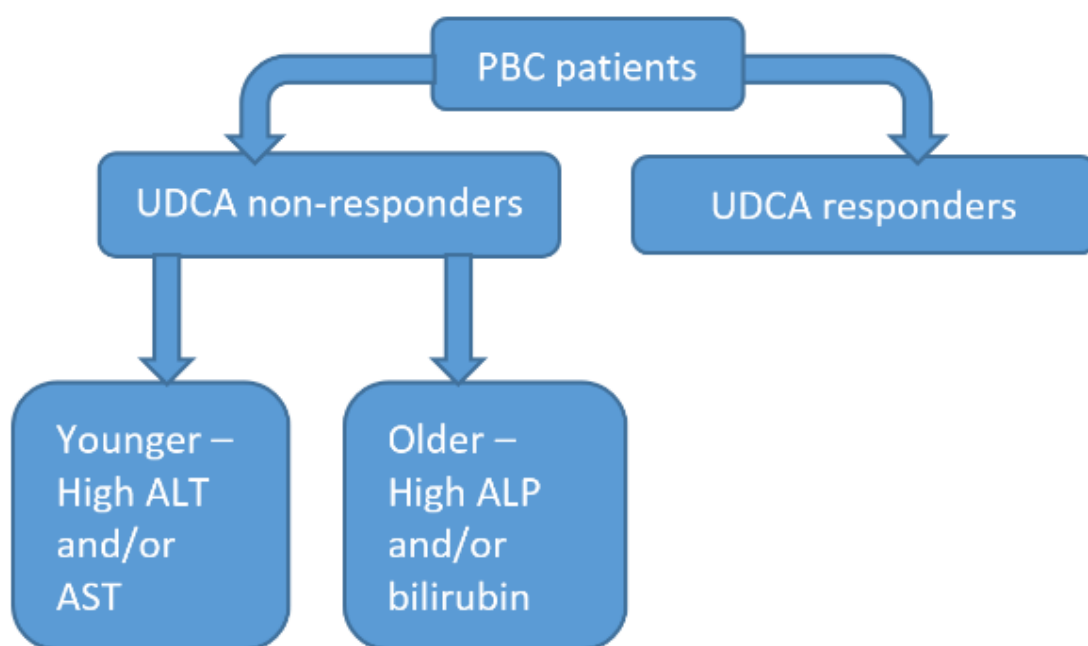 PBC patients
UDCA non-responders
UDCA responders
Younger –
High ALT
and/or
AST
Older –
High ALP
and/or
bilirubin